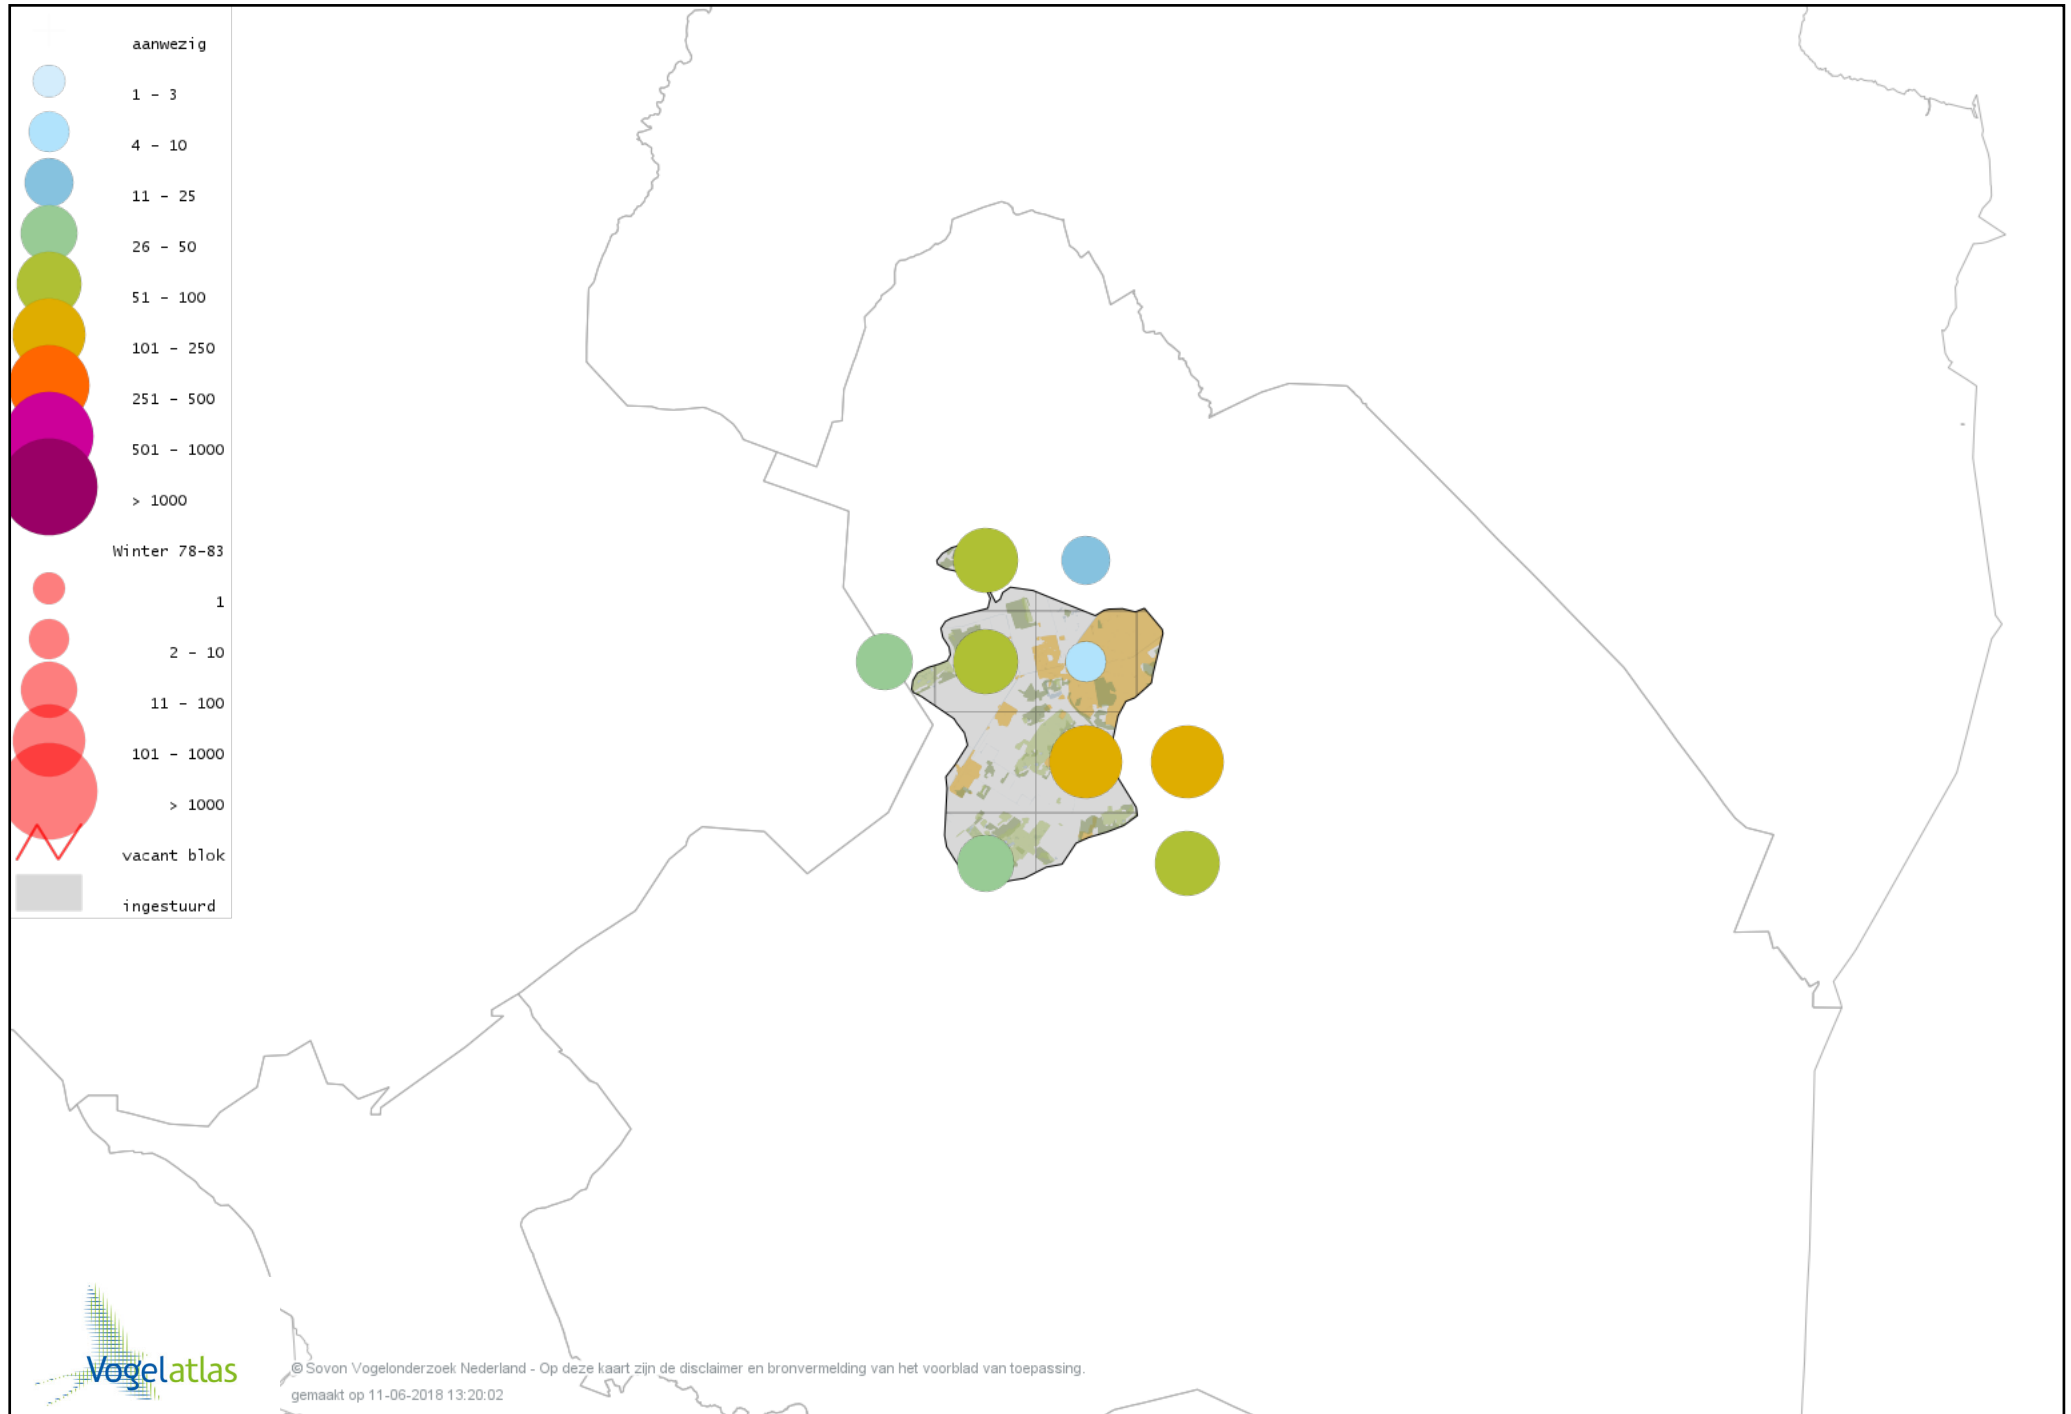 aanwezig
1 - 3
4 - 10
11 - 25
26 - 50
51 - 100
101 - 250
251 - 500
501 - 1000
> 1000
Winter 78-83
1
2 - 10
11 - 100
101 - 1000
> 1000
vacant blok
ingestuurd
Vogelatlas
© Sovon Vogelonderzoek Nederland - Op deze kaart zijn de disclaimer en bronvermelding van het voorblad van toepassing.
gemaakt op 11-06-2018 13:20:02